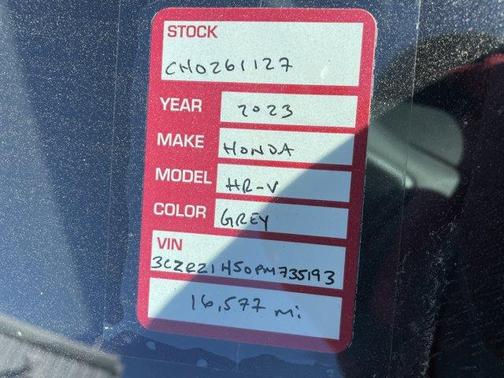 STOCK
CH0261127
YEAR 2023
MAKE HONDA
MODEL HR-V
COLOR GREY
VIN
3CZRZ1H50PM735193
16,577 mi